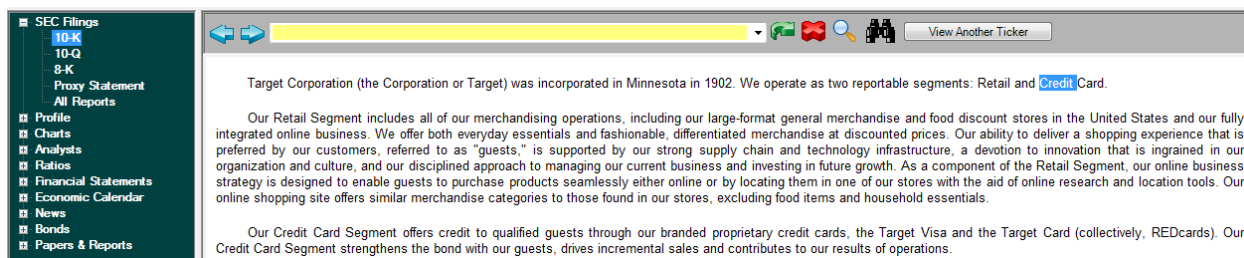 SEC Filings
10-K
10-Q
8-K
Proxy Statement
All Reports
Profile
Charts
Analysts
Ratios
Financial Statements
Economic Calendar
News
Bonds
Papers & Reports
View Another Ticker
Target Corporation (the Corporation or Target) was incorporated in Minnesota in 1902. We operate as two reportable segments: Retail and Credit Card.
Our Retail Segment includes all of our merchandising operations, including our large-format general merchandise and food discount stores in the United States and our fully
integrated online business. We offer both everyday essentials and fashionable, differentiated merchandise at discounted prices. Our ability to deliver a shopping experience that is
preferred by our customers, referred to as "guests," is supported by our strong supply chain and technology infrastructure, a devotion to innovation that is ingrained in our
organization and culture, and our disciplined approach to managing our current business and investing in future growth. As a component of the Retail Segment, our online business
strategy is designed to enable guests to purchase products seamlessly either online or by locating them in one of our stores with the aid of online research and location tools. Our
online shopping site offers similar merchandise categories to those found in our stores, excluding food items and household essentials.
Our Credit Card Segment offers credit to qualified guests through our branded proprietary credit cards, the Target Visa and the Target Card (collectively, REDcards). Our
Credit Card Segment strengthens the bond with our guests, drives incremental sales and contributes to our results of operations.